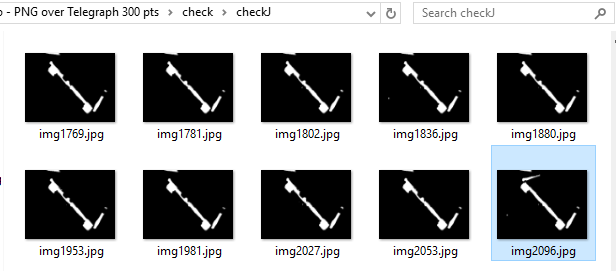 o - PNG over Telegraph 300 pts > check > checkJ Search checkJ
img1769.jpg img1781.jpg img1802.jpg img1836.jpg img1880.jpg
img1953.jpg img1981.jpg img2027.jpg img2053.jpg img2096.jpg